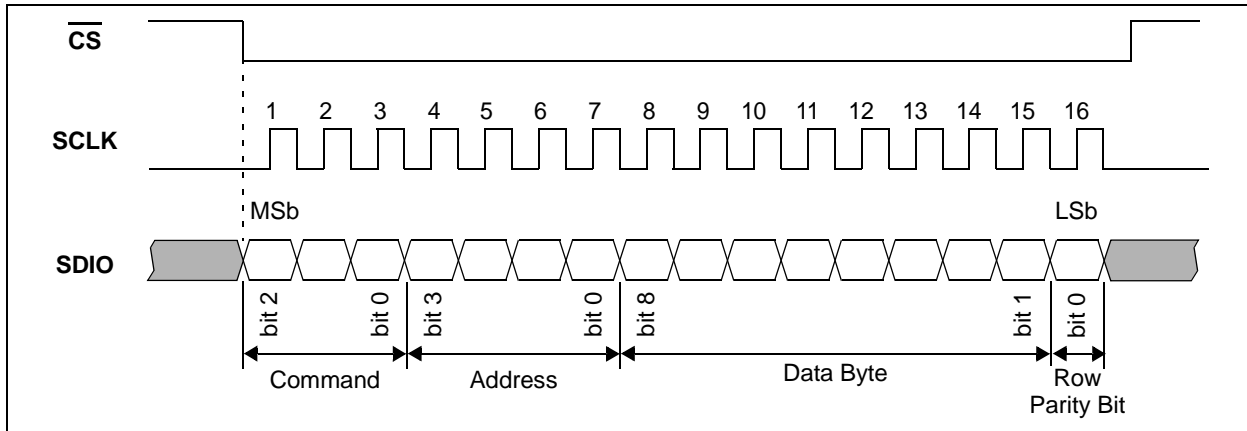 CS
1 2 3 4 5 6 7 8 9 10 11 12 13 14 15 16
SCLK
MSb LSb
SDIO
bit 2 bit 0 bit 3 bit 0 bit 8 bit 1 bit 0
Command Address Data Byte Row
Parity Bit